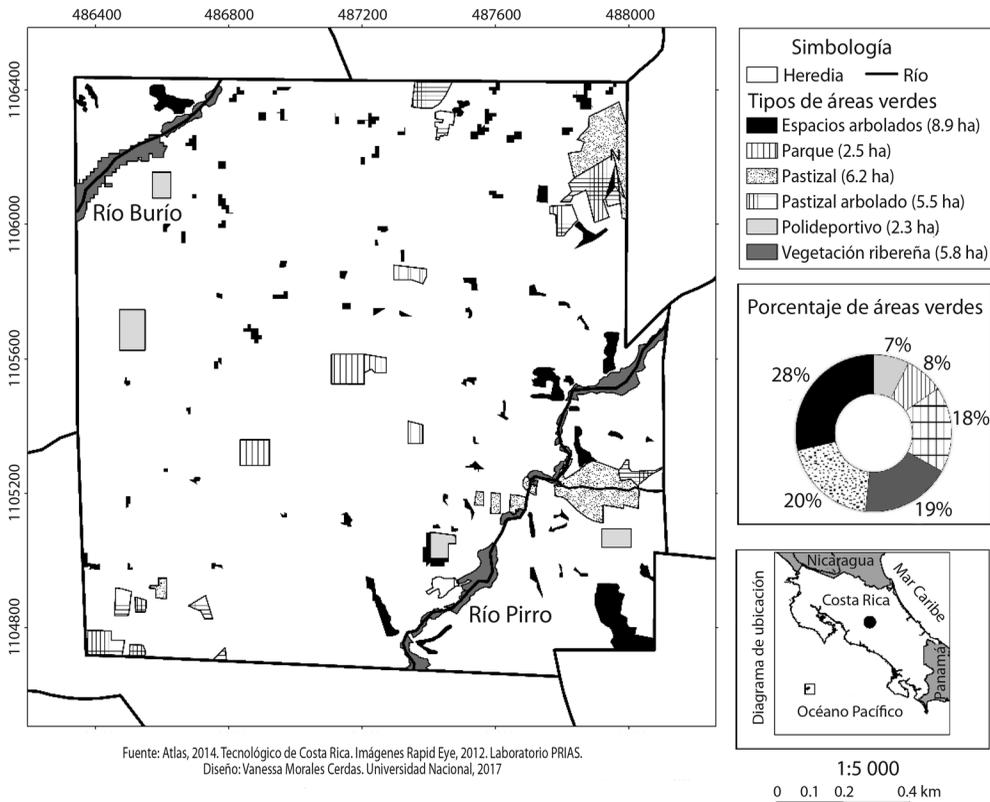 486400 486800 487200 487600 488000
1106400
1106000
1105600
1105200
1104800
Río Burío
Río Pirro
N
Fuente: Atlas, 2014. Tecnológico de Costa Rica. Imágenes Rapid Eye, 2012. Laboratorio PRIAS.
Diseño: Vanessa Morales Cerdas. Universidad Nacional, 2017
Simbología
Heredia Río
Tipos de áreas verdes
Espacios arbolados (8.9 ha)
Parque (2.5 ha)
Pastizal (6.2 ha)
Pastizal arbolado (5.5 ha)
Polideportivo (2.3 ha)
Vegetación ribereña (5.8 ha)
Porcentaje de áreas verdes
7%
8%
28%
18%
20%
19%
Diagrama de ubicación
Nicaragua
Mar Caribe
Costa Rica
Panamá
Océano Pacífico
1:5 000
0 0.1 0.2 0.4 km